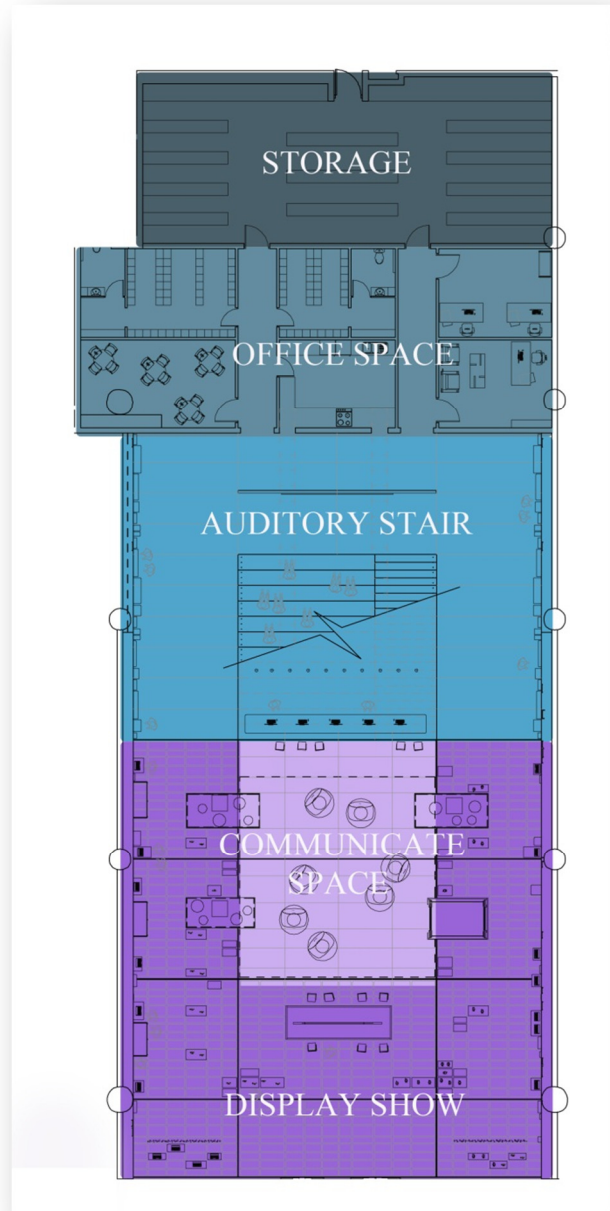 STORAGE
OFFICE SPACE
AUDITORY STAIR
COMMUNICATE
SPACE
DISPLAY SHOW